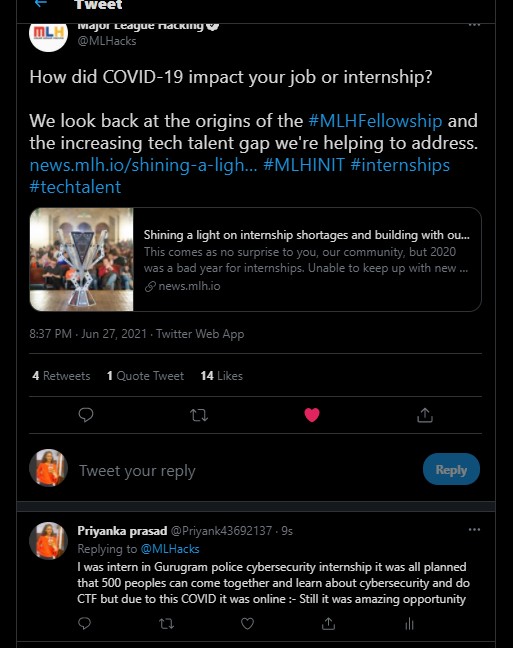 Tweet
MLH
Major League Hacking
@MLHacks
How did COVID-19 impact your job or internship?
We look back at the origins of the #MLHFellowship and
the increasing tech talent gap we're helping to address.
news.mlh.io/shining-a-ligh... #MLHINIT #internships
#techtalent
Shining a light on internship shortages and building with ou...
This comes as no surprise to you, our community, but 2020
was a bad year for internships. Unable to keep up with new ...
news.mlh.io
8:37 PM · Jun 27, 2021 · Twitter Web App
4 Retweets 1 Quote Tweet 14 Likes
Tweet your reply
Reply
Priyanka prasad @Priyank43692137 · 9s
Replying to @MLHacks
I was intern in Gurugram police cybersecurity internship it was all planned
that 500 peoples can come together and learn about cybersecurity and do
CTF but due to this COVID it was online :- Still it was amazing opportunity